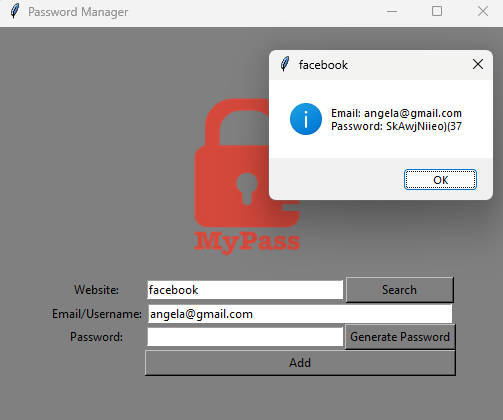 Password Manager
facebook
Email: angela@gmail.com
Password: SkAwjNiieo)(37
OK
MyPass
Website:
facebook
Search
Email/Username:
angela@gmail.com
Password:
Generate Password
Add